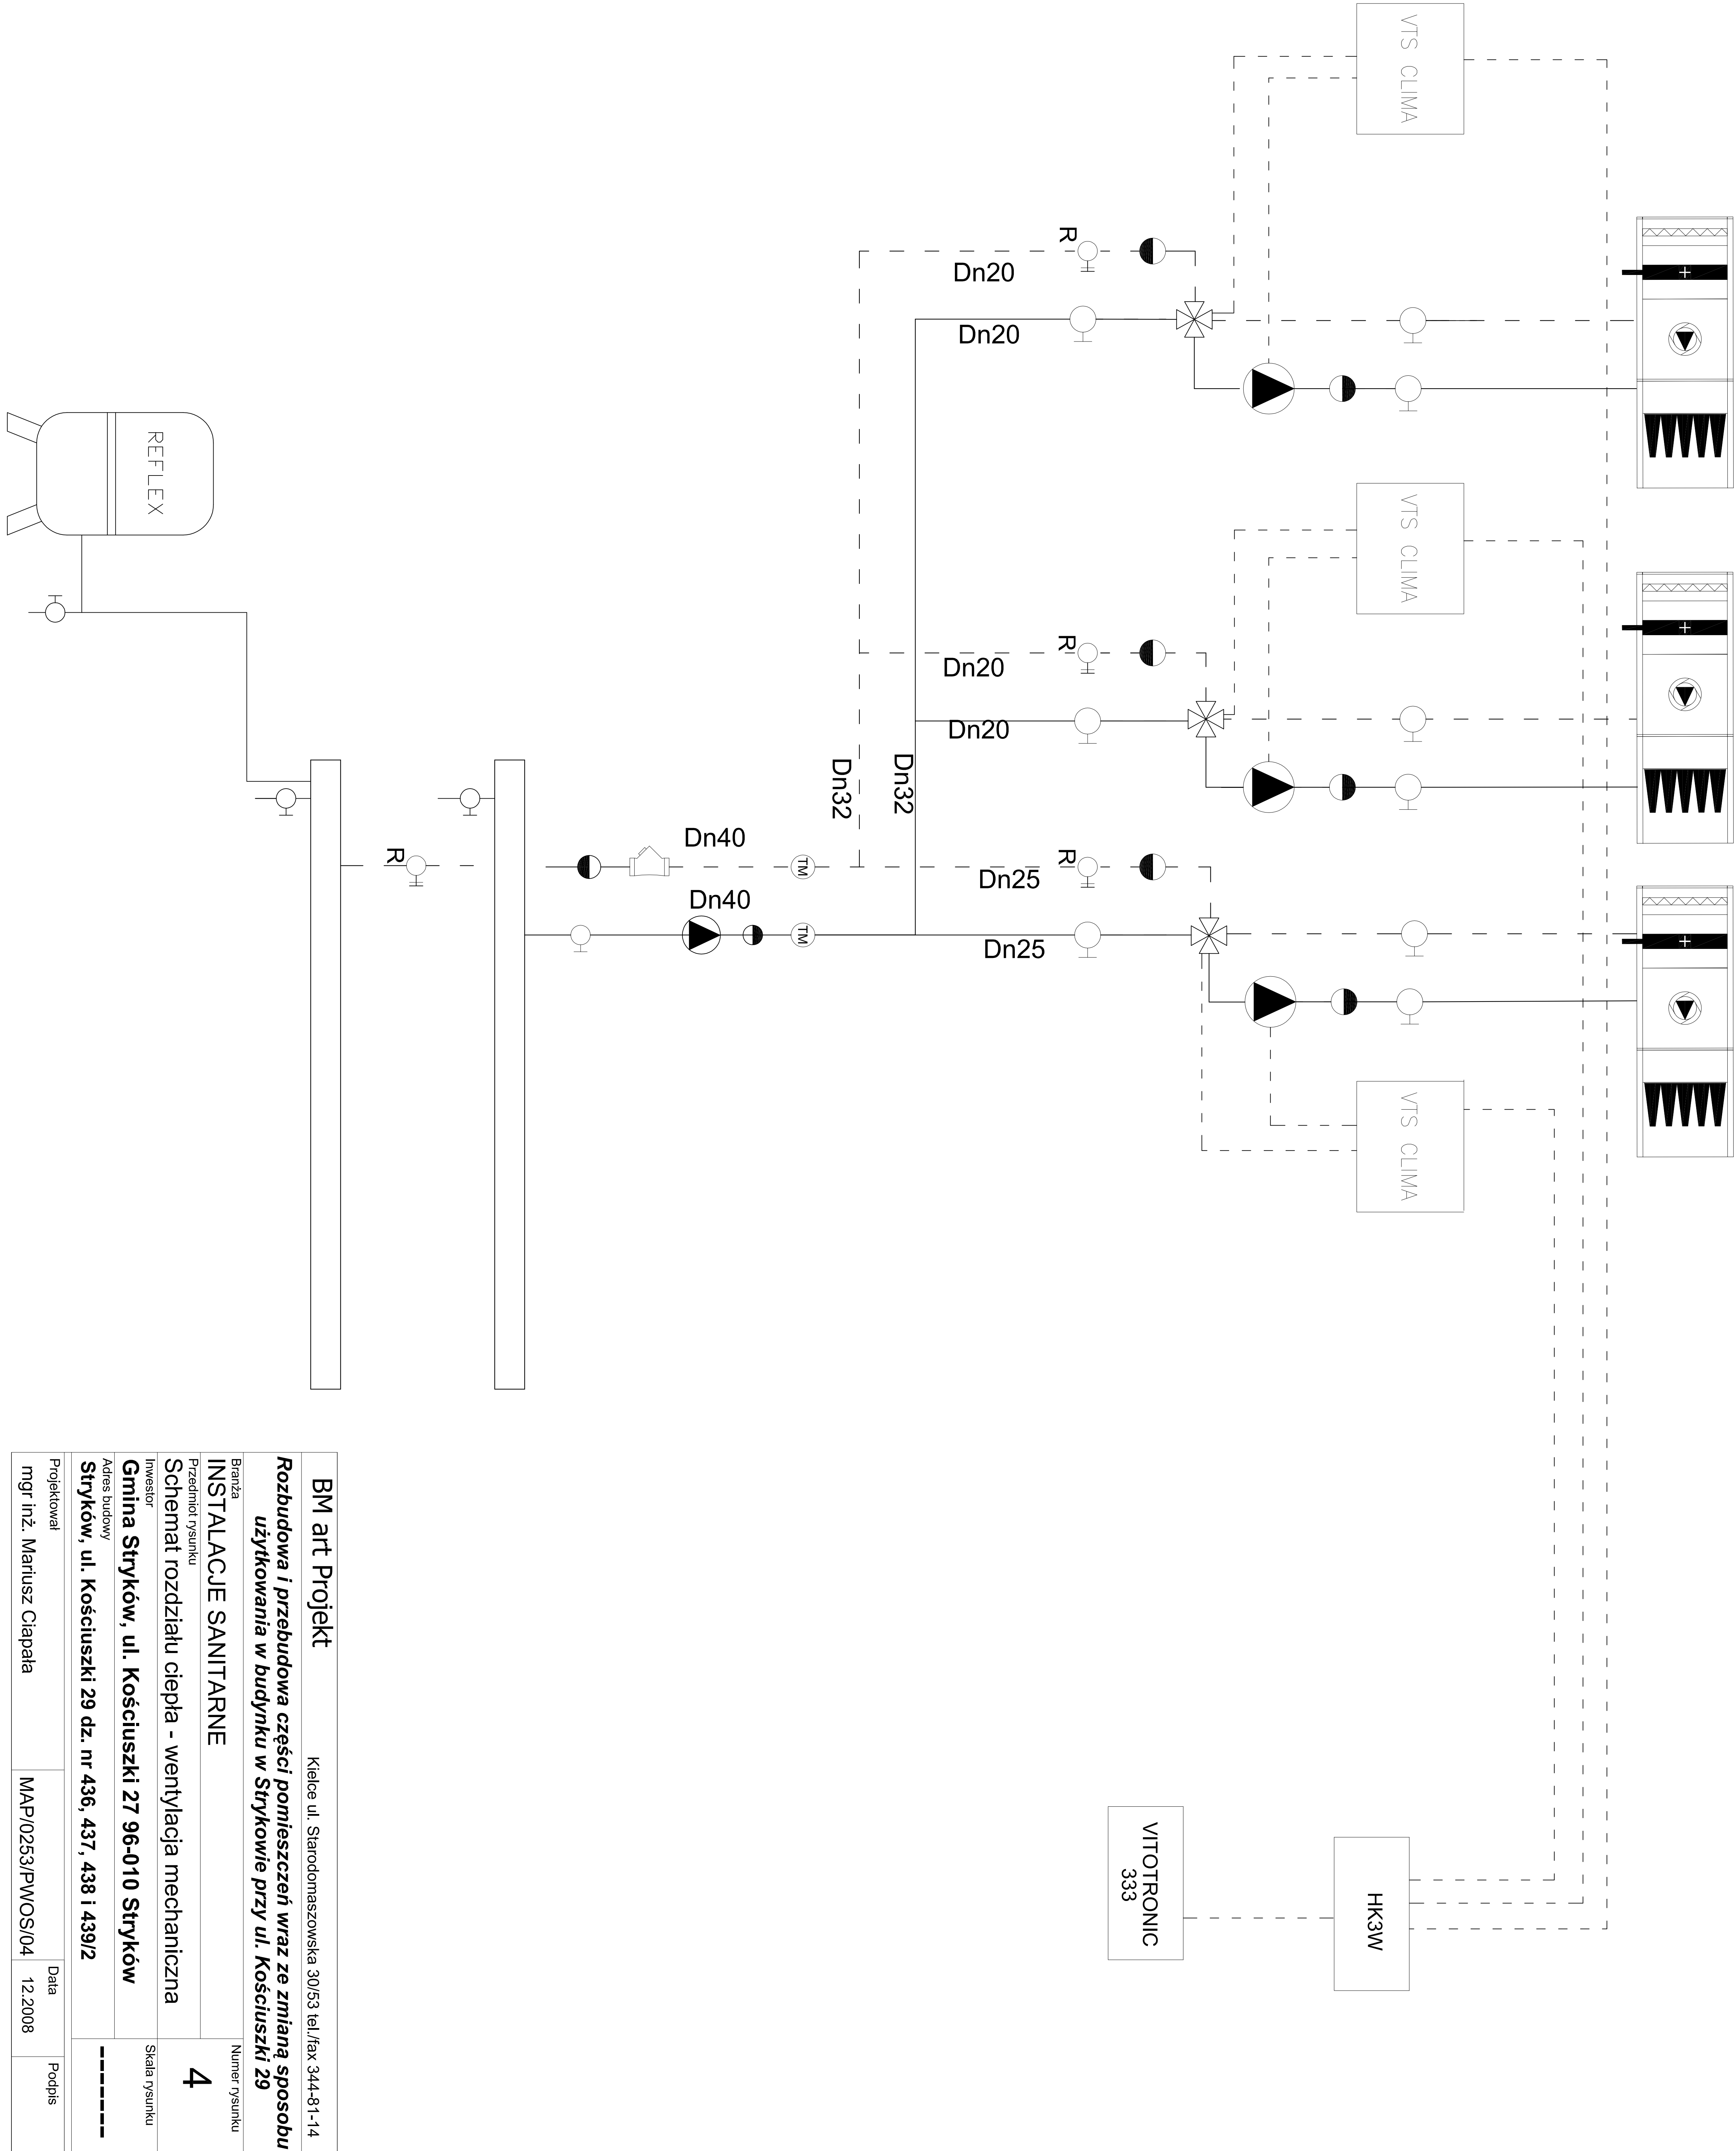 VTS CLIMA
VTS CLIMA
VTS CLIMA
R
Dn20
Dn20
R
Dn20
Dn20
REFLEX
Dn32
Dn32
Dn40
TM
R
R
Dn25
Dn40
TM
Dn25
VITOTRONIC
333
HK3W
BM art Projekt
Kielce ul. Starodomaszowska 30/53 tel./fax 344-81-14
Rozbudowa i przebudowa części pomieszczeń wraz ze zmianą sposobu
użytkowania w budynku w Strykowie przy ul. Kościuszki 29
Branża
INSTALACJE SANITARNE
Numer rysunku
4
Przedmiot rysunku
Schemat rozdziału ciepła - wentylacja mechaniczna
Inwestor
Gmina Stryków, ul. Kościuszki 27 96-010 Stryków
Skala rysunku
-------
Adres budowy
Stryków, ul. Kościuszki 29 dz. nr 436, 437, 438 i 439/2
Projektował
mgr inż. Mariusz Ciapała
MAP/0253/PWOS/04
Data
12.2008
Podpis